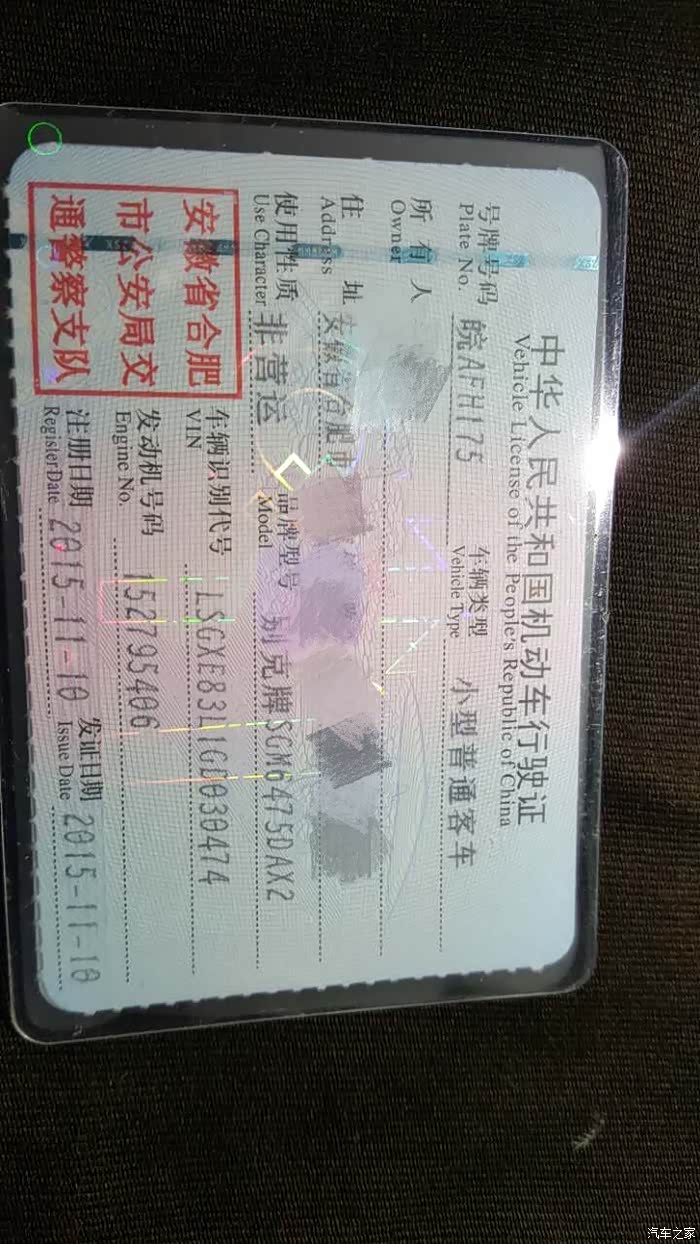 中华人民共和国机动车行驶证
Vehicle License of the People's Republic of China
号牌号码 皖AFH175 车辆类型 小型普通客车
Plate No. Vehicle Type
所有人
Owner
住址 安徽省合肥市
Address
使用性质 非营运 品牌型号 别克牌SGM6475DAX2
Use Character Model
安徽省合肥
市公安局交
通警察支队
车辆识别代号 LSGXE83L1GD030474
VIN
发动机号码 152795406
Engine No.
注册日期 2015-11-10 发证日期 2015-11-10
Register Date Issue Date
汽车之家